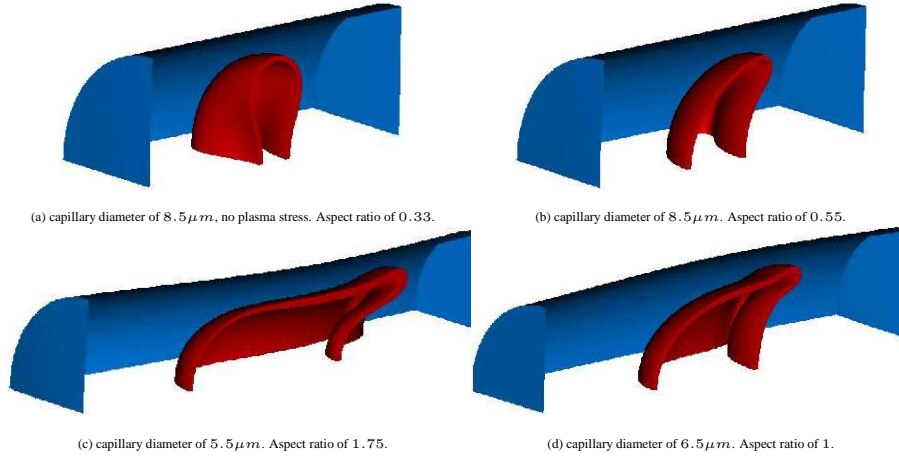 (a) capillary diameter of 8.5μm, no plasma stress. Aspect ratio of 0.33.
(b) capillary diameter of 8.5μm. Aspect ratio of 0.55.
(c) capillary diameter of 5.5μm. Aspect ratio of 1.75.
(d) capillary diameter of 6.5μm. Aspect ratio of 1.